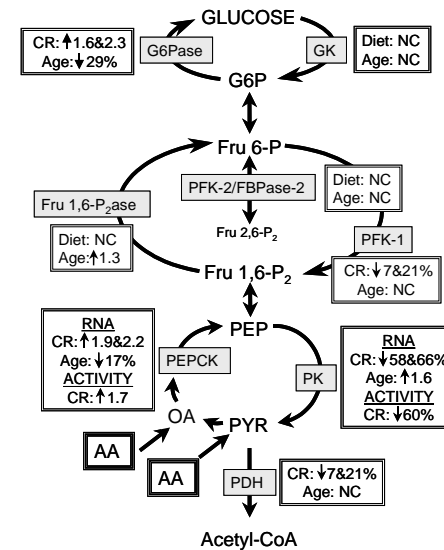 GLUCOSE
CR: ↑1.6&2.3
Age: ↓29%
G6Pase
GK
Diet: NC
Age: NC
G6P
Fru 6-P
Fru 1,6-P₂ase
PFK-2/FBPase-2
Diet: NC
Age: NC
Diet: NC
Age:↑1.3
Fru 2,6-P₂
PFK-1
Fru 1,6-P₂
CR:↓7&21%
Age: NC
RNA
CR:↑1.9&2.2
Age:↓17%
ACTIVITY
CR:↑1.7
PEP
PEPCK
PK
RNA
CR:↓58&66%
Age:↑1.6
ACTIVITY
CR:↓60%
OA
PYR
AA
AA
PDH
CR:↓7&21%
Age: NC
Acetyl-CoA